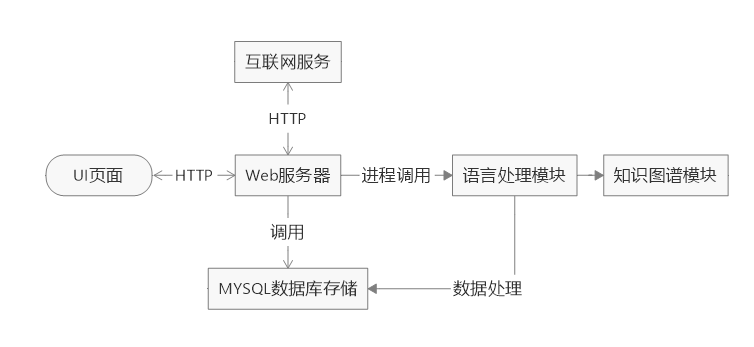 互联网服务
HTTP
UI页面
HTTP
Web服务器
进程调用
语言处理模块
知识图谱模块
调用
MYSQL数据库存储
数据处理